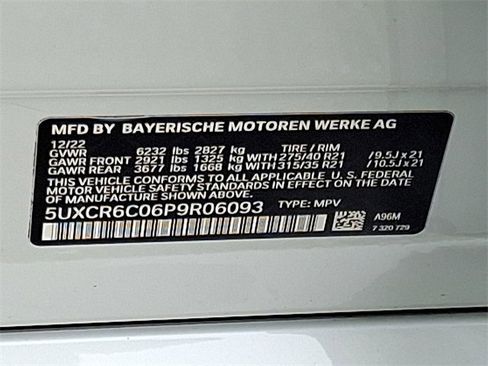 MFD BY BAYERISCHE MOTOREN WERKE AG
12/22
GVWR 6232 lbs 2827 kg TIRE / RIM
GAWR FRONT 2921 lbs 1325 kg WITH 275/40 R21 / 9.5J x 21
GAWR REAR 3677 lbs 1668 kg WITH 315/35 R21 / 10.5J x 21
THIS VEHICLE CONFORMS TO ALL APPLICABLE U.S. FEDERAL
MOTOR VEHICLE SAFETY STANDARDS IN EFFECT ON THE
DATE OF MANUFACTURE SHOWN ABOVE.
5UXCR6C06P9R06093 TYPE: MPV
A96M
7 320 729